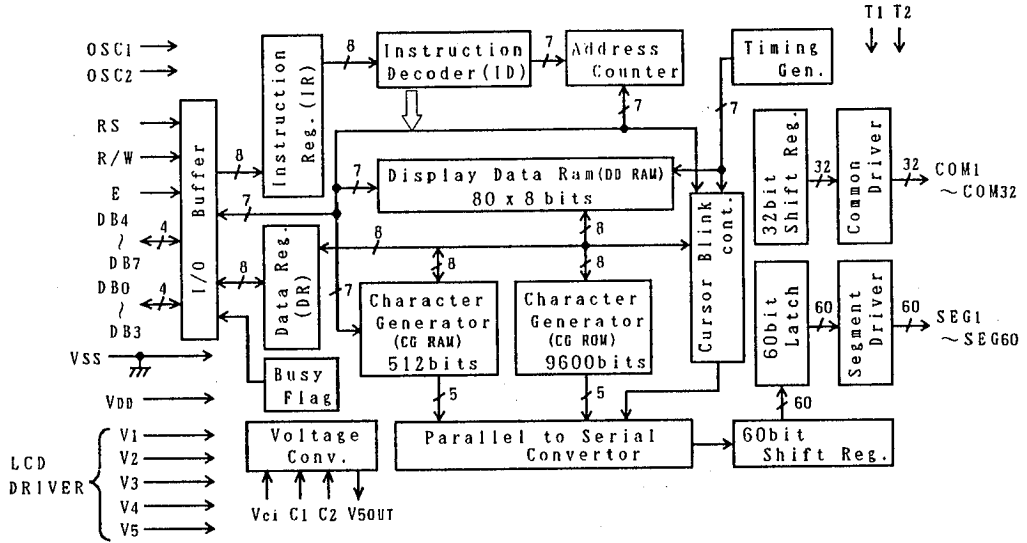 T1 T2
OSC1
OSC2
RS
R/W
E
DB4
~
DB7
DB0
~
DB3
VSS
VDD
LCD
DRIVER
V1
V2
V3
V4
V5
I/O Buffer
8
7
8
4
4
Instruction
Reg.(IR)
8
Instruction
Decoder(ID)
7
Address
Counter
7
Timing
Gen.
7
7
Display Data Ram(DD RAM)
80 x 8 bits
8
8
Data Reg.
(DR)
7
8
8
Character
Generator
(CG RAM)
512bits
Character
Generator
(CG ROM)
9600bits
Cursor Blink
cont.
32bit
Shift Reg.
32
Common
Driver
32
COM1
~COM32
60bit
Latch
60
Segment
Driver
60
SEG1
~SEG60
Busy
Flag
5
5
60
Voltage
Conv.
Vci C1 C2 V5OUT
Parallel to Serial
Convertor
60bit
Shift Reg.